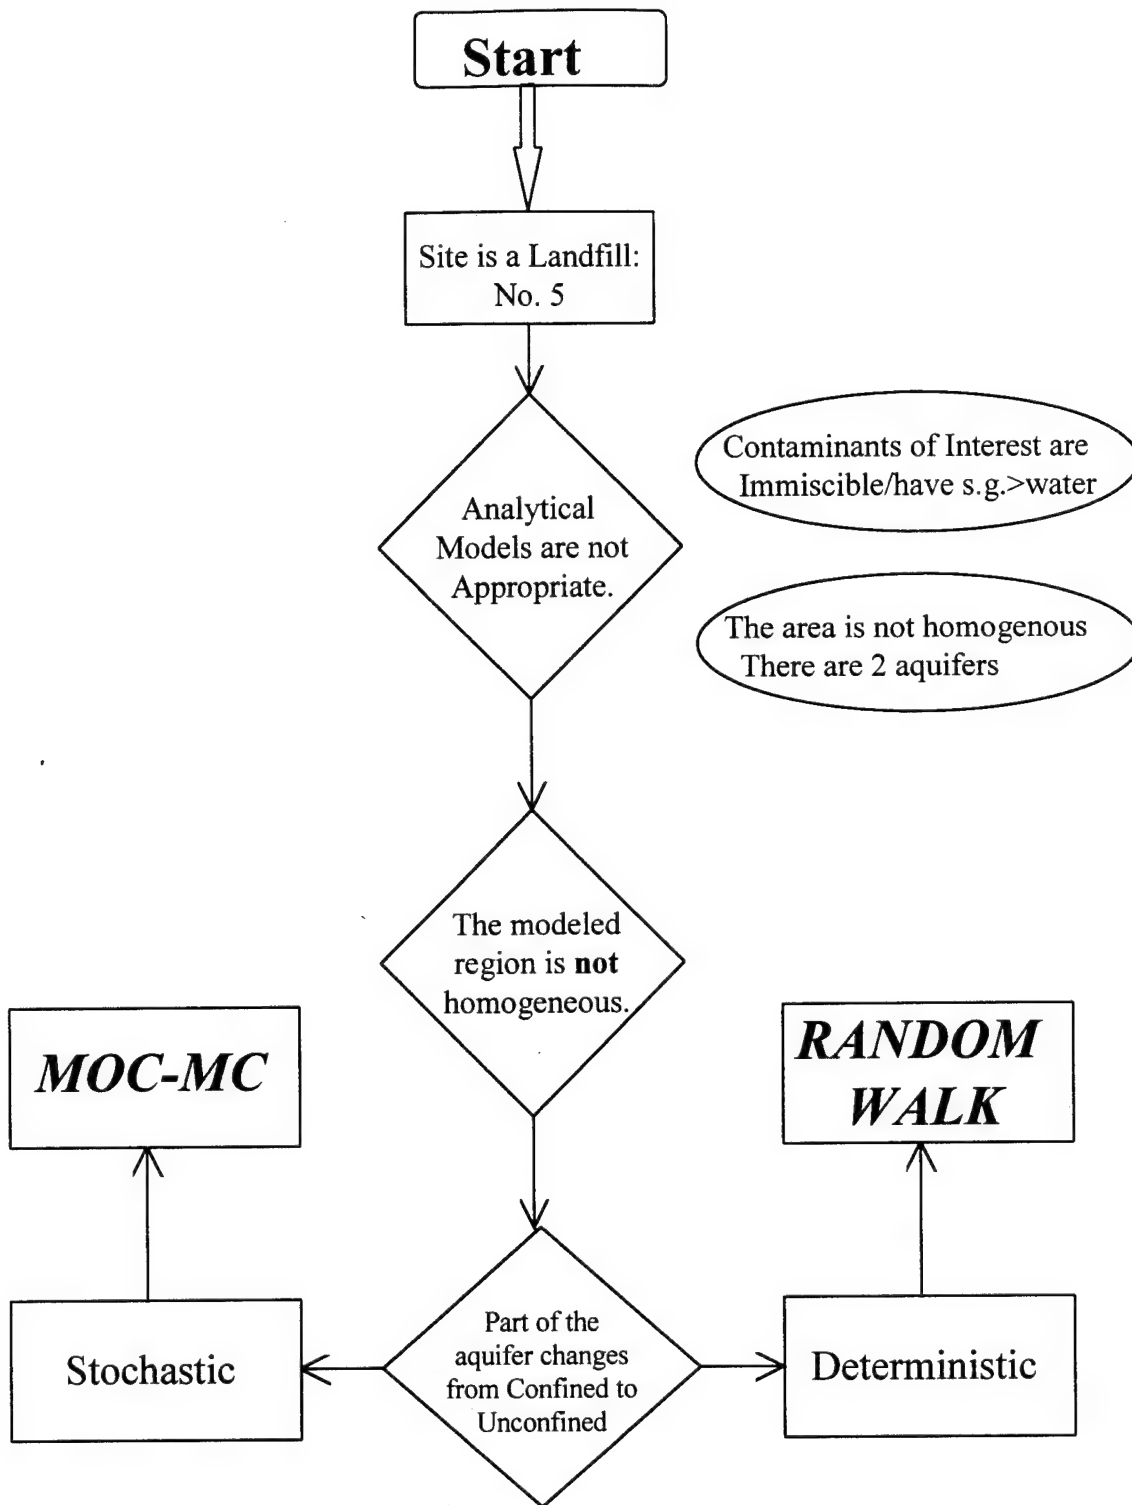 Start
Site is a Landfill:
No. 5
Analytical
Models are not
Appropriate.
Contaminants of Interest are
Immiscible/have s.g.>water
The area is not homogenous
There are 2 aquifers
The modeled
region is not
homogeneous.
MOC-MC
RANDOM
WALK
Stochastic
Part of the
aquifer changes
from Confined to
Unconfined
Deterministic